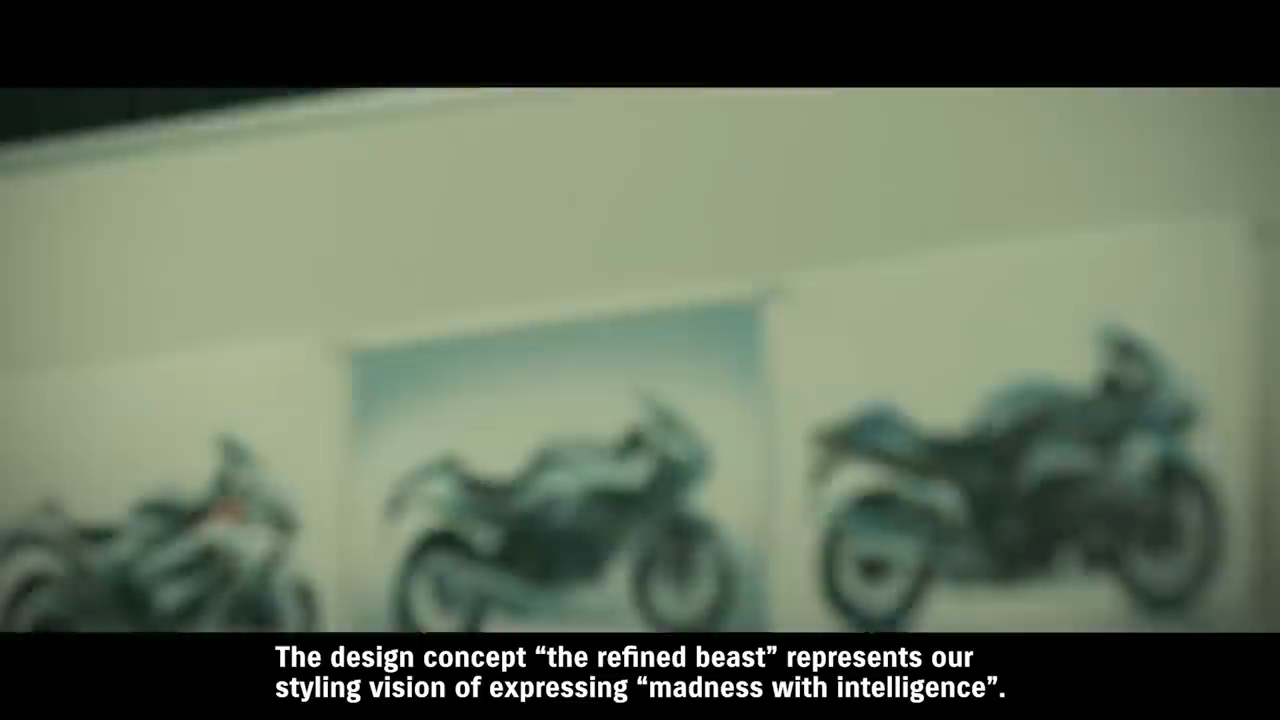 The design concept “the refined beast” represents our
styling vision of expressing “madness with intelligence”.